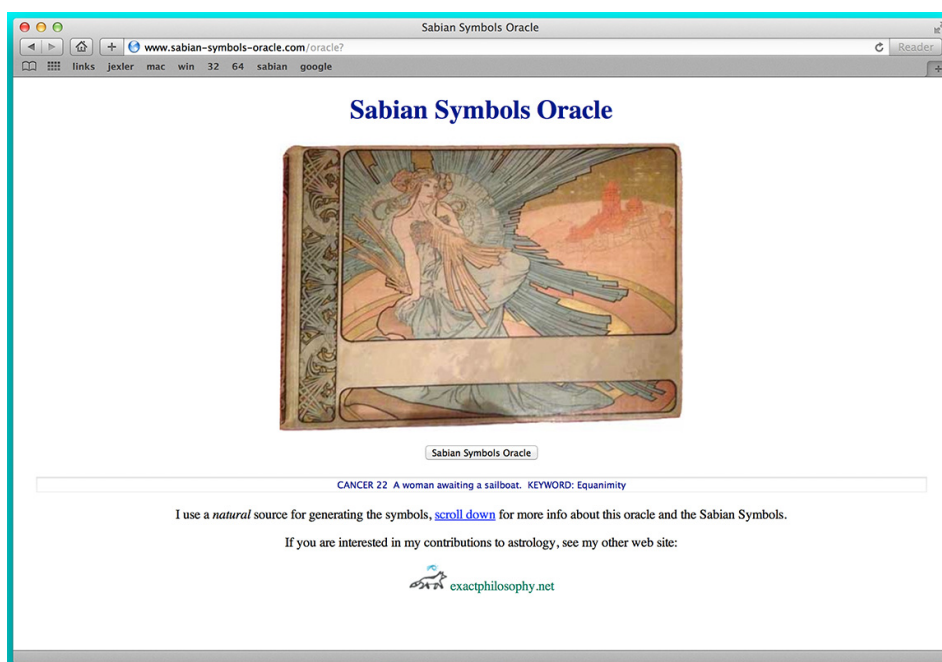 Sabian Symbols Oracle
www.sabian-symbols-oracle.com/oracle?
Reader
links jexler mac win 32 64 sabian google
Sabian Symbols Oracle
Sabian Symbols Oracle
CANCER 22 A woman awaiting a sailboat. KEYWORD: Equanimity
I use a natural source for generating the symbols, scroll down for more info about this oracle and the Sabian Symbols.
If you are interested in my contributions to astrology, see my other web site:
exactphilosophy.net